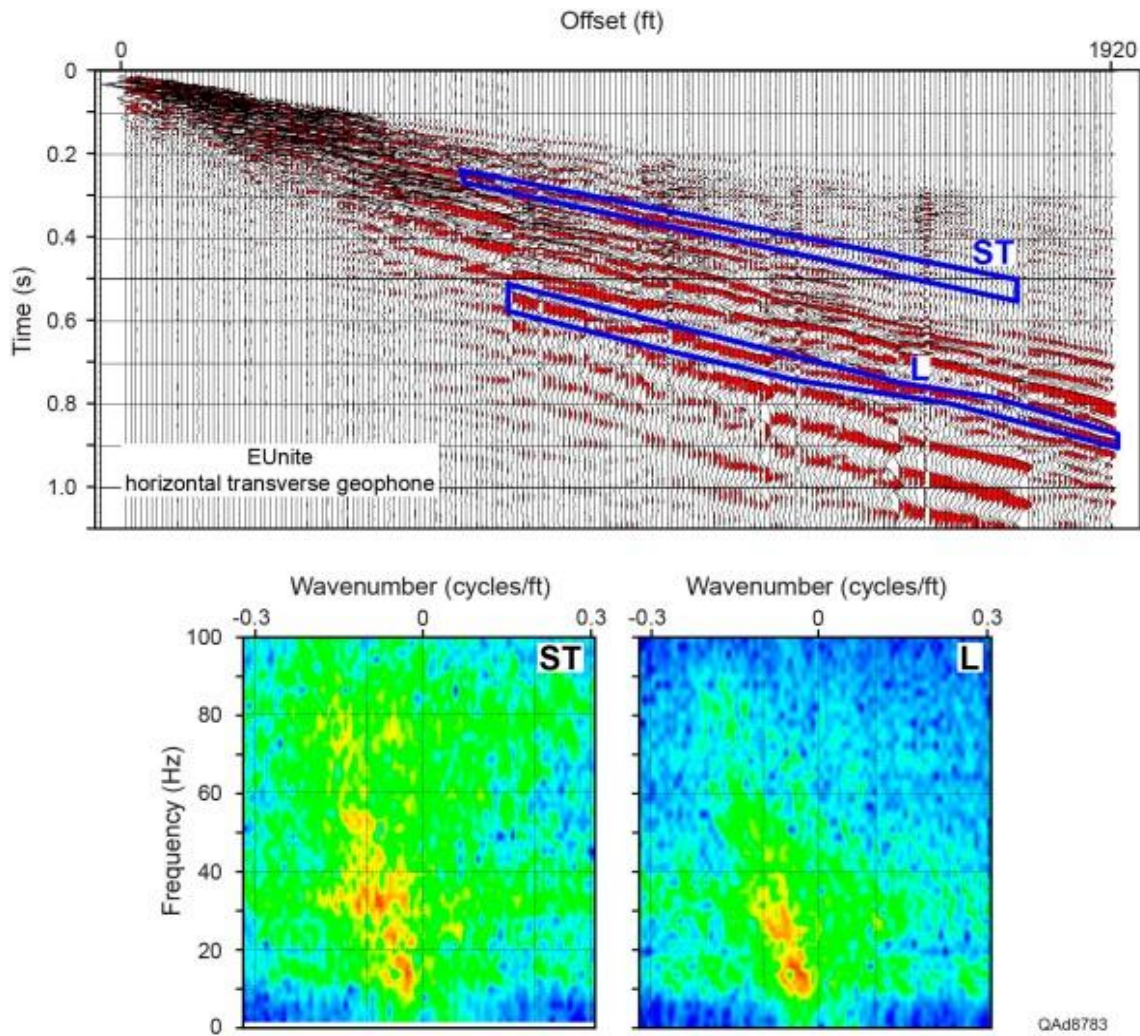 Offset (ft)
0 1920
0
0.2
0.4
0.6
0.8
1.0
Time (s)
ST
L
EUnite
horizontal transverse geophone
Wavenumber (cycles/ft) Wavenumber (cycles/ft)
-0.3 0 0.3 -0.3 0 0.3
100
80
60
40
20
0
Frequency (Hz)
ST L
QAd8783